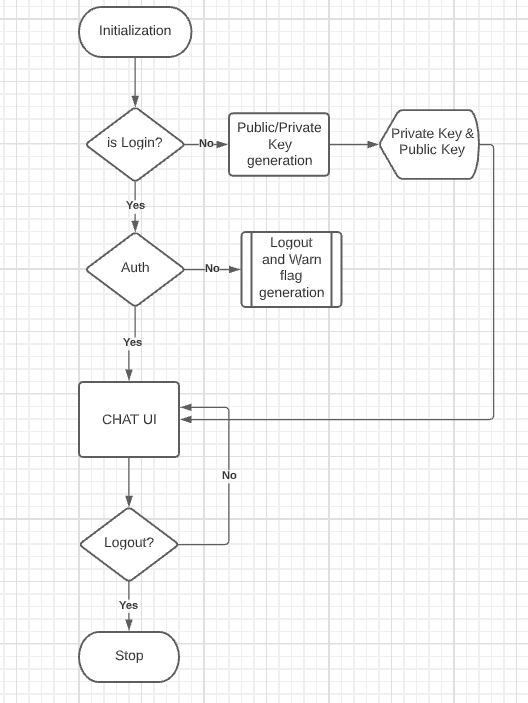 Initialization
is Login?
No
Public/Private
Key
generation
Private Key &
Public Key
Yes
Auth
No
Logout
and Warn
flag
generation
Yes
CHAT UI
No
Logout?
Yes
Stop